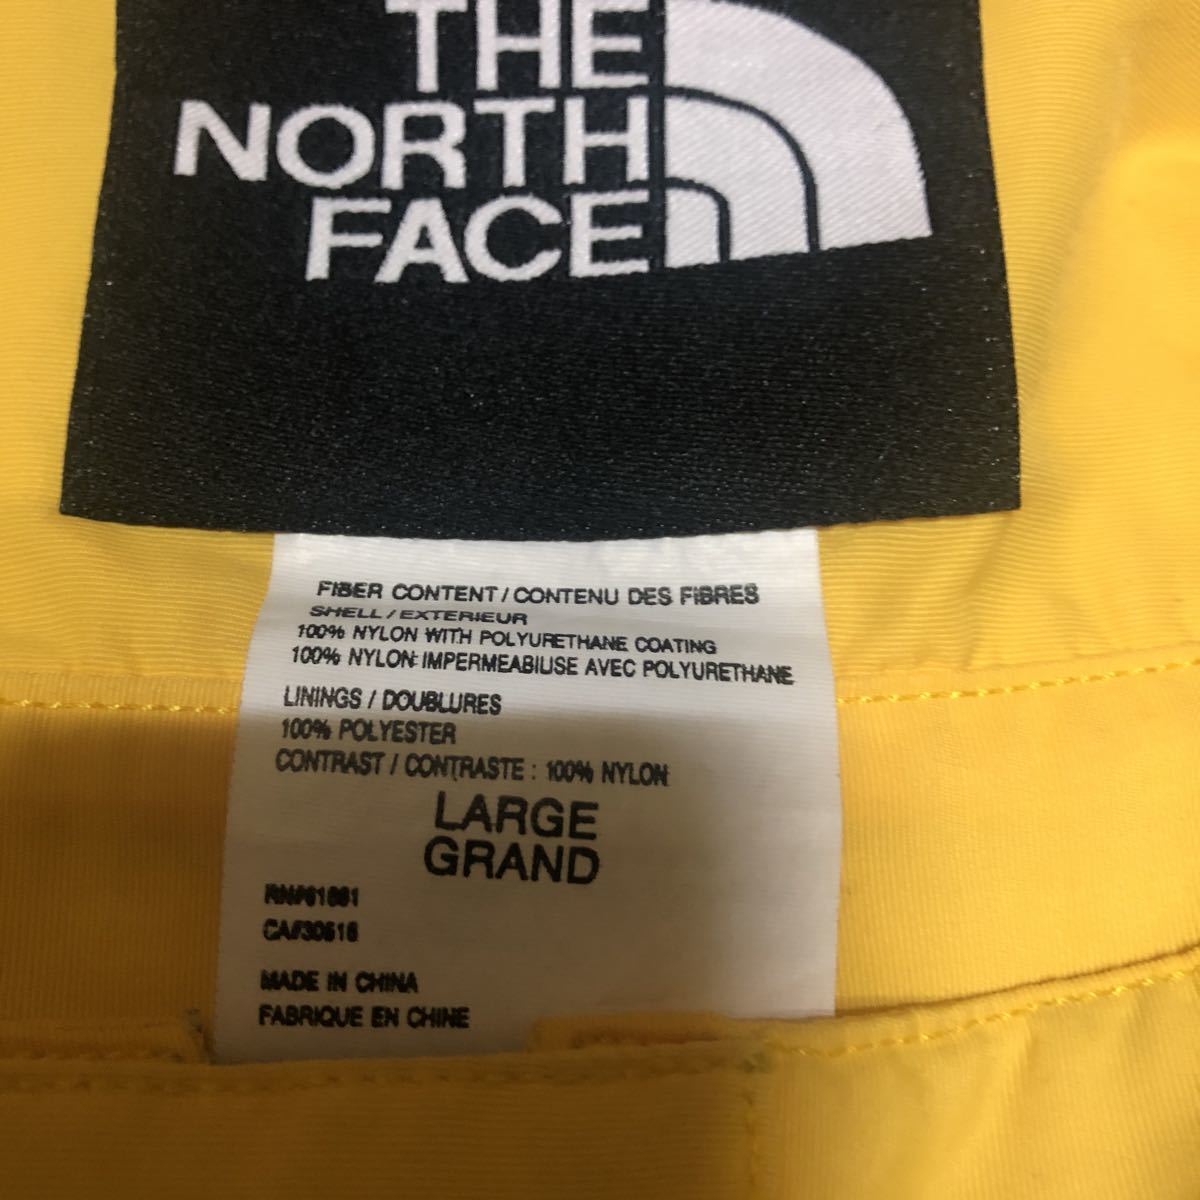 THE
NORTH
FACE
FIBER CONTENT / CONTENU DES FIBRES
SHELL / EXTERIEUR
100% NYLON WITH POLYURETHANE COATING
100% NYLON: IMPERMEABIUSE AVEC POLYURETHANE
LININGS / DOUBLURES
100% POLYESTER
CONTRAST / CONTRASTE : 100% NYLON
LARGE
GRAND
CA#30516
MADE IN CHINA
FABRIQUE EN CHINE